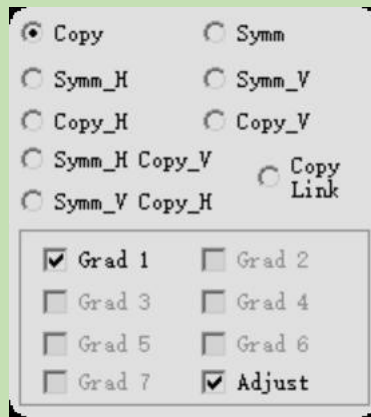 Copy Symm
Symm_H Symm_V
Copy_H Copy_V
Symm_H Copy_V
Copy
Link
Symm_V Copy_H
Grad 1 Grad 2
Grad 3 Grad 4
Grad 5 Grad 6
Grad 7 Adjust